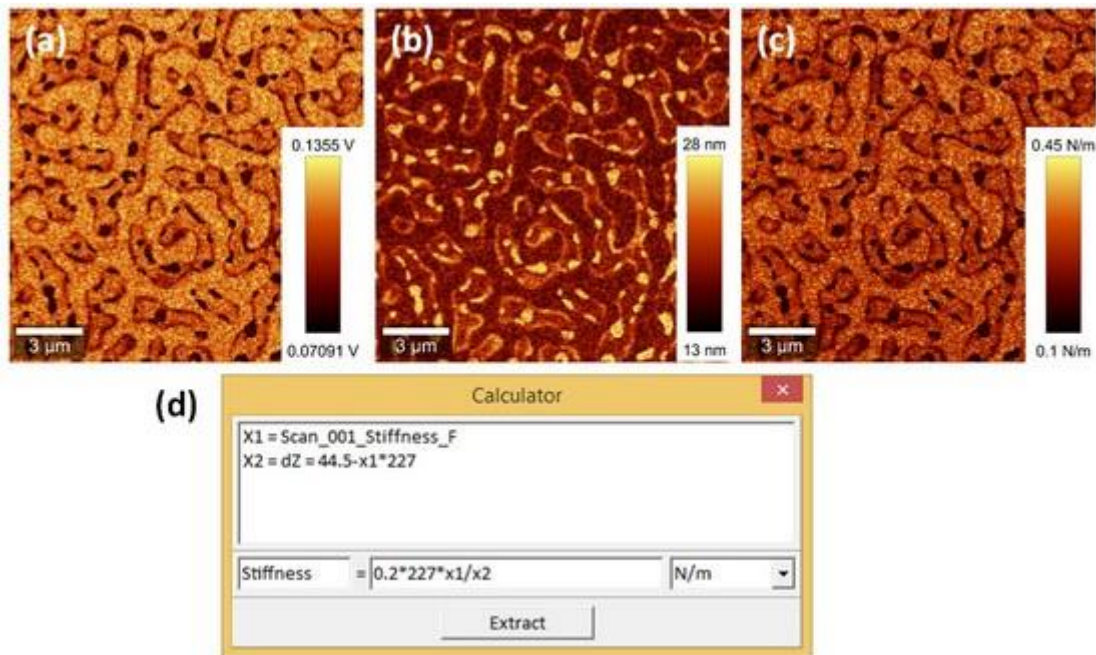 (a)
0.1355 V
0.07091 V
3 µm
(b)
28 nm
13 nm
3 µm
(c)
0.45 N/m
0.1 N/m
3 µm
(d)
Calculator
X1 = Scan_001_Stiffness_F
X2 = dZ = 44.5-x1*227
Stiffness = 0.2*227*x1/x2 N/m
Extract